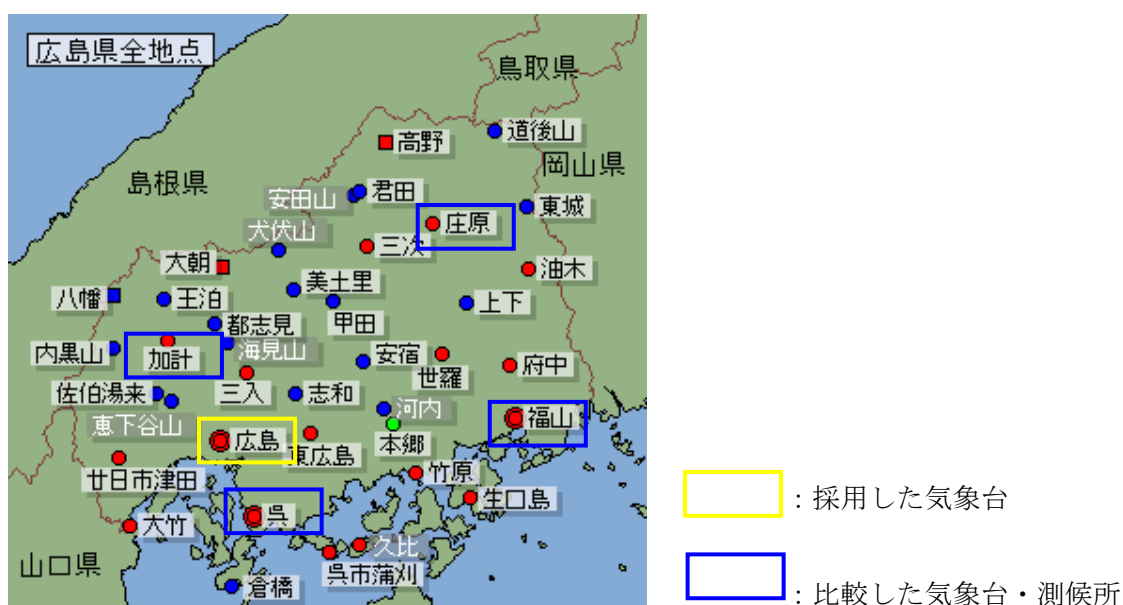 広島県全地点
鳥取県
道後山
高野
岡山県
島根県
安田山
君田
東城
庄原
犬伏山
三次
大朝
油木
美土里
八幡
王泊
上下
都志見
甲田
内黒山
加計
海見山
安宿
世羅
府中
佐伯湯来
三入
志和
河内
恵下谷山
福山
広島
東広島
本郷
廿日市津田
竹原
生口島
：採用した気象台
大竹
呉
久比
山口県
呉市蒲刈
倉橋
：比較した気象台・測候所